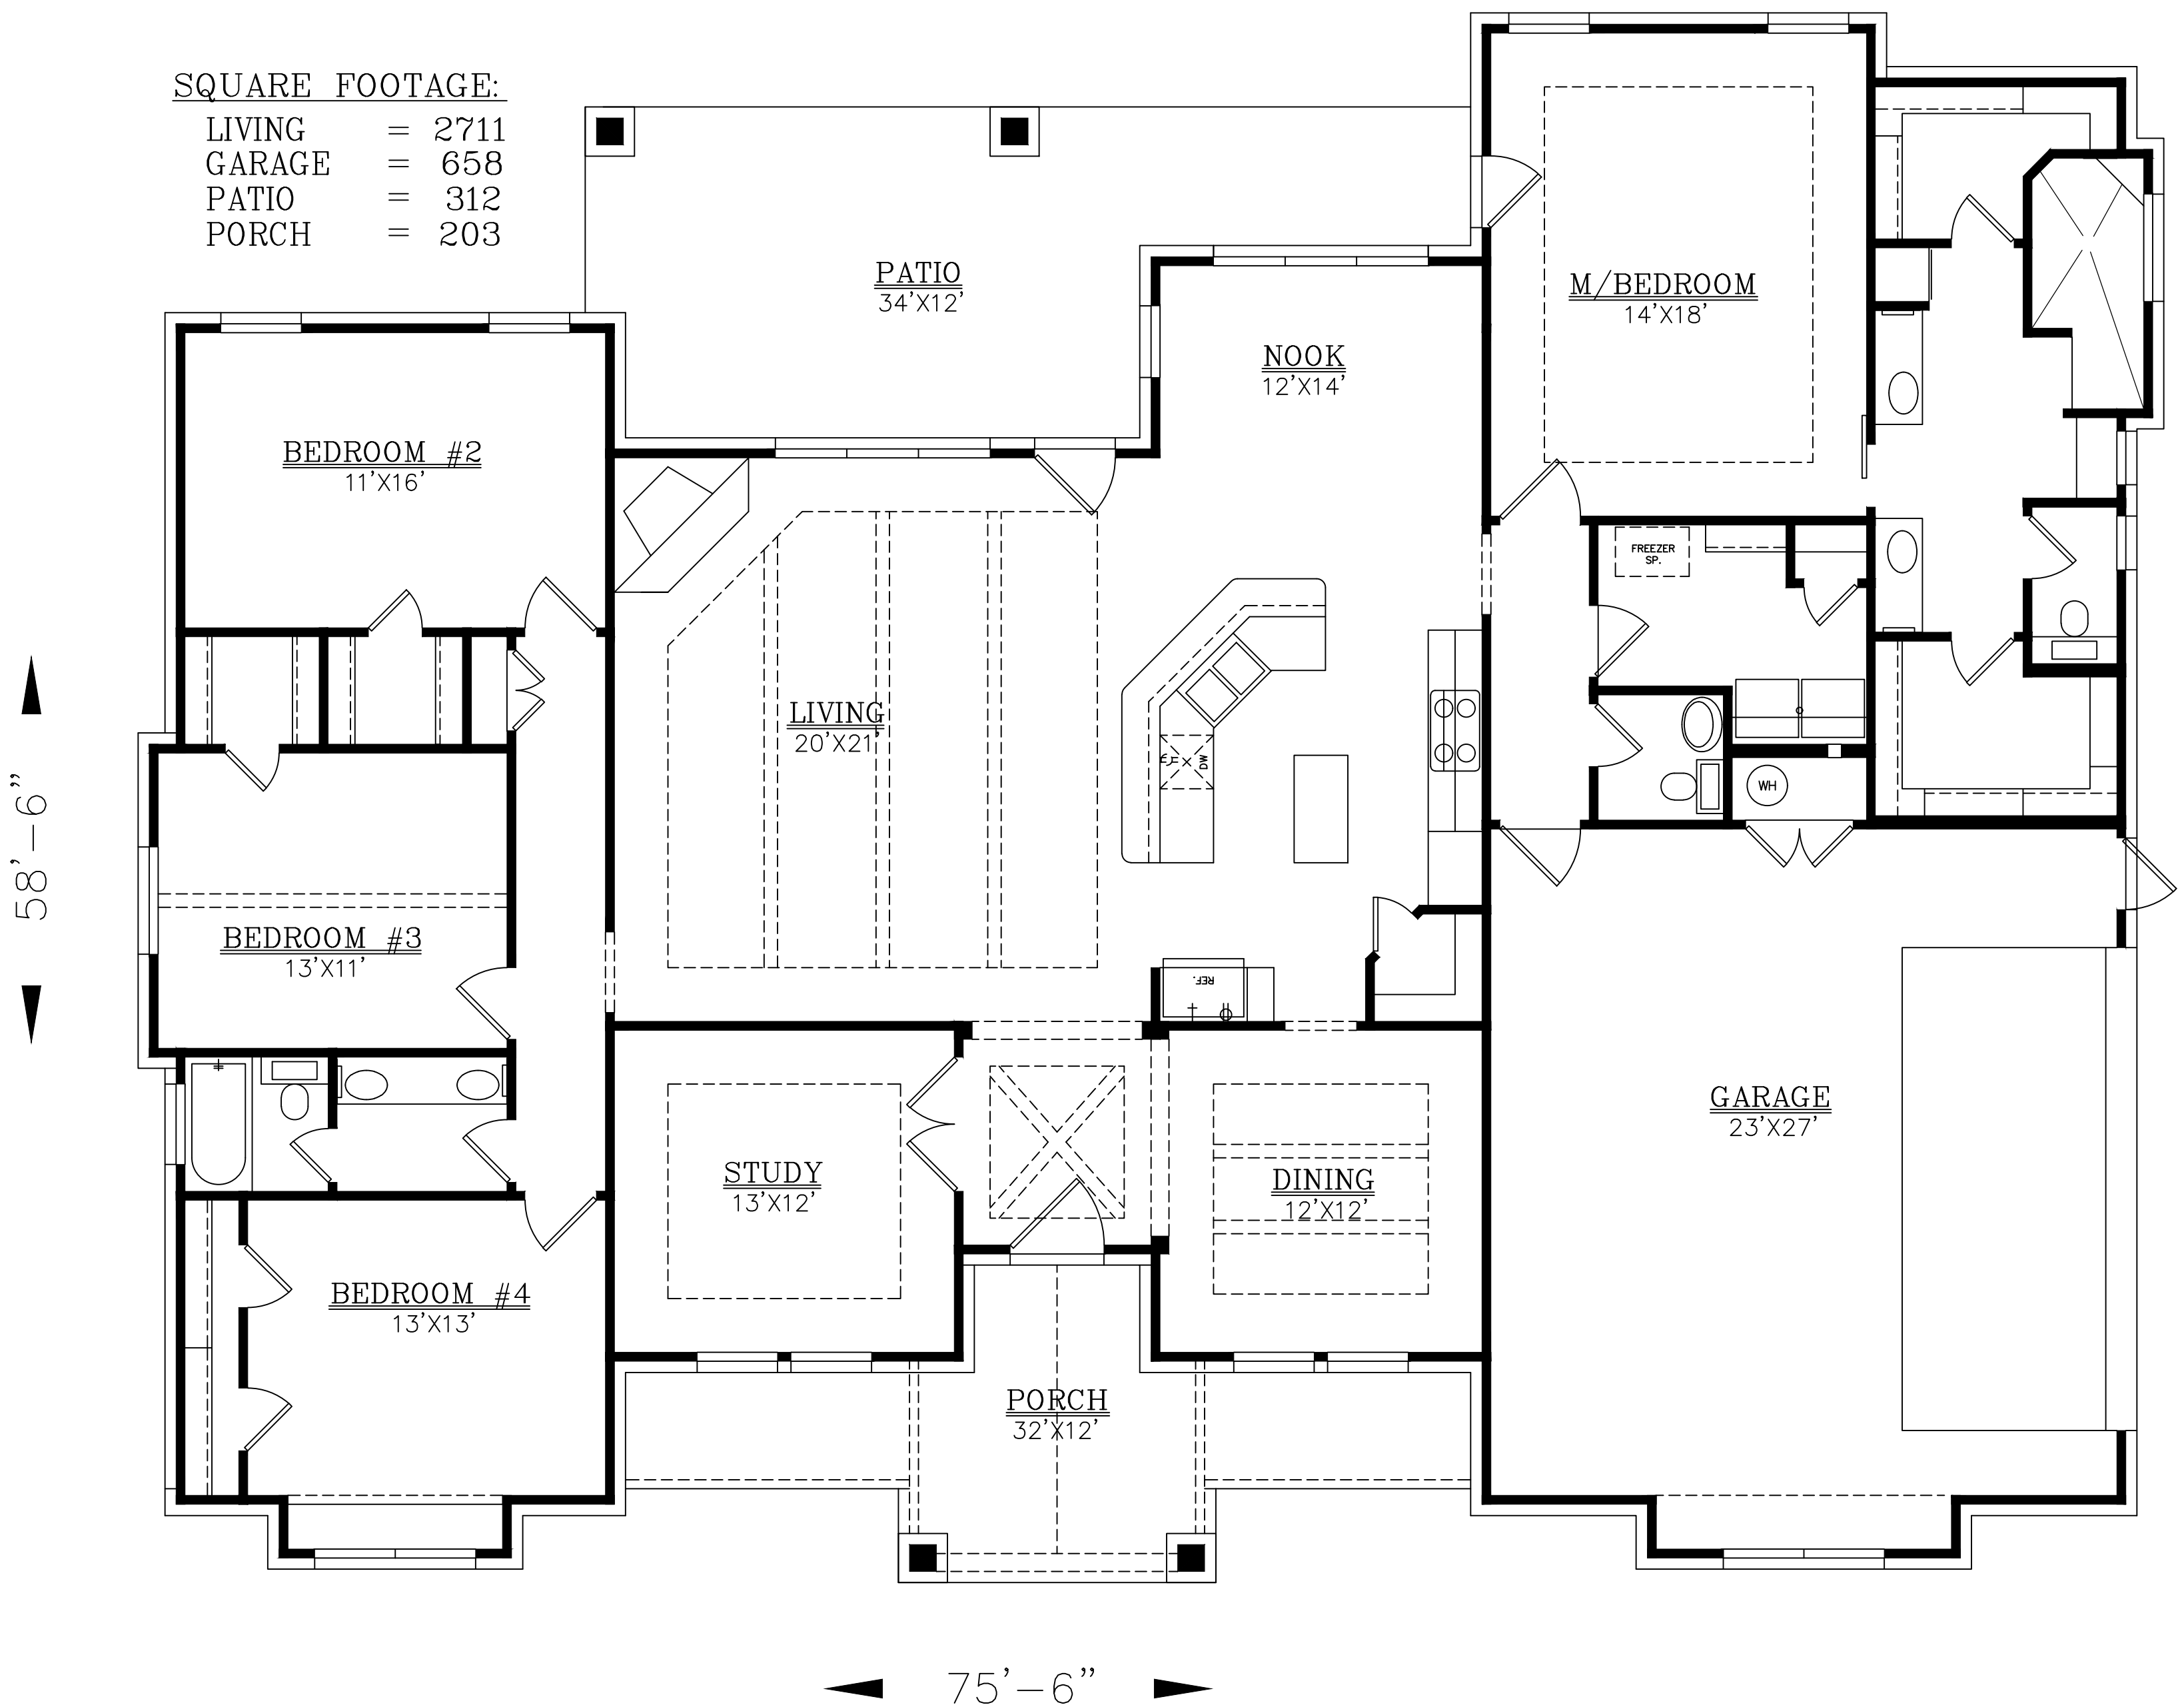 SQUARE FOOTAGE:
LIVING = 2711
GARAGE = 658
PATIO = 312
PORCH = 203
PATIO
34'X12'
M/BEDROOM
14'X18'
NOOK
12'X14'
BEDROOM #2
11'X16'
FREEZER
SP.
LIVING
20'X21'
DW
WH
58'-6"
BEDROOM #3
13'X11'
REF.
GARAGE
23'X27'
STUDY
13'X12'
DINING
12'X12'
BEDROOM #4
13'X13'
PORCH
32'X12'
75'-6"